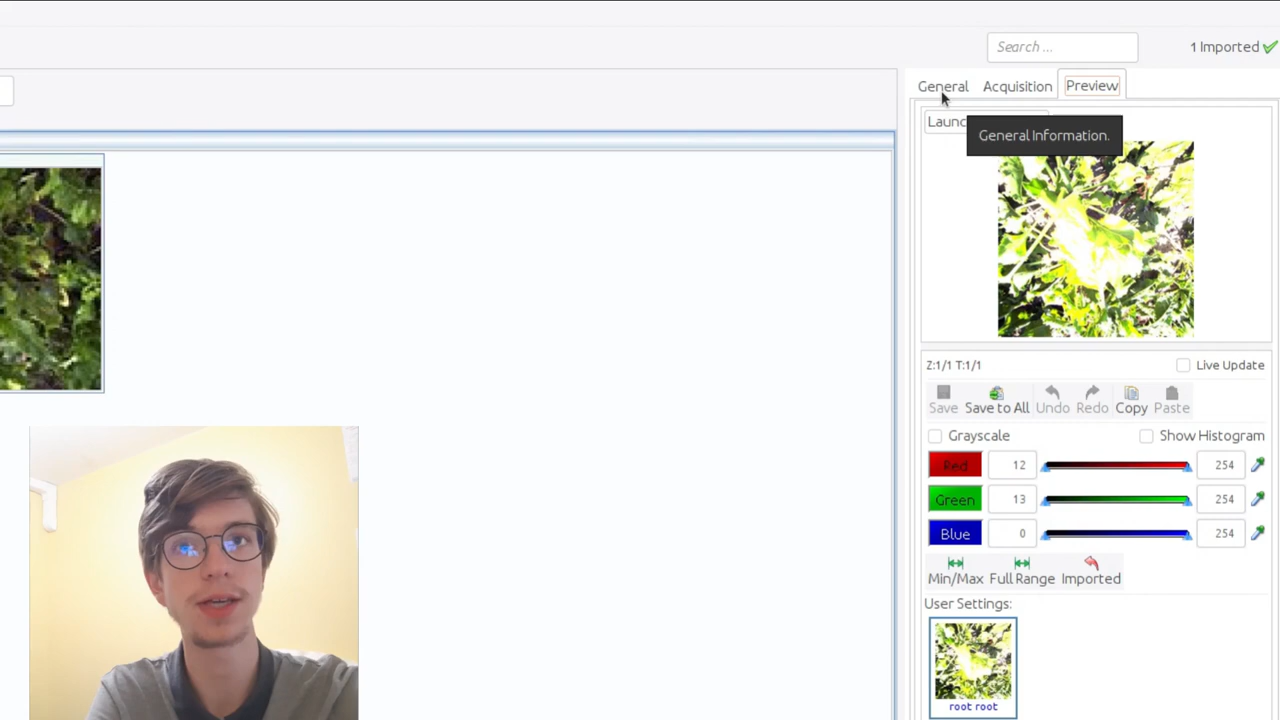 Search ...
1 Imported
General Acquisition Preview
Launc
General Information.
Z:1/1 T:1/1
Live Update
Save Save to All Undo Redo Copy Paste
Grayscale
Show Histogram
Red 12 254
Green 13 254
Blue 0 254
Min/Max Full Range Imported
User Settings:
root root